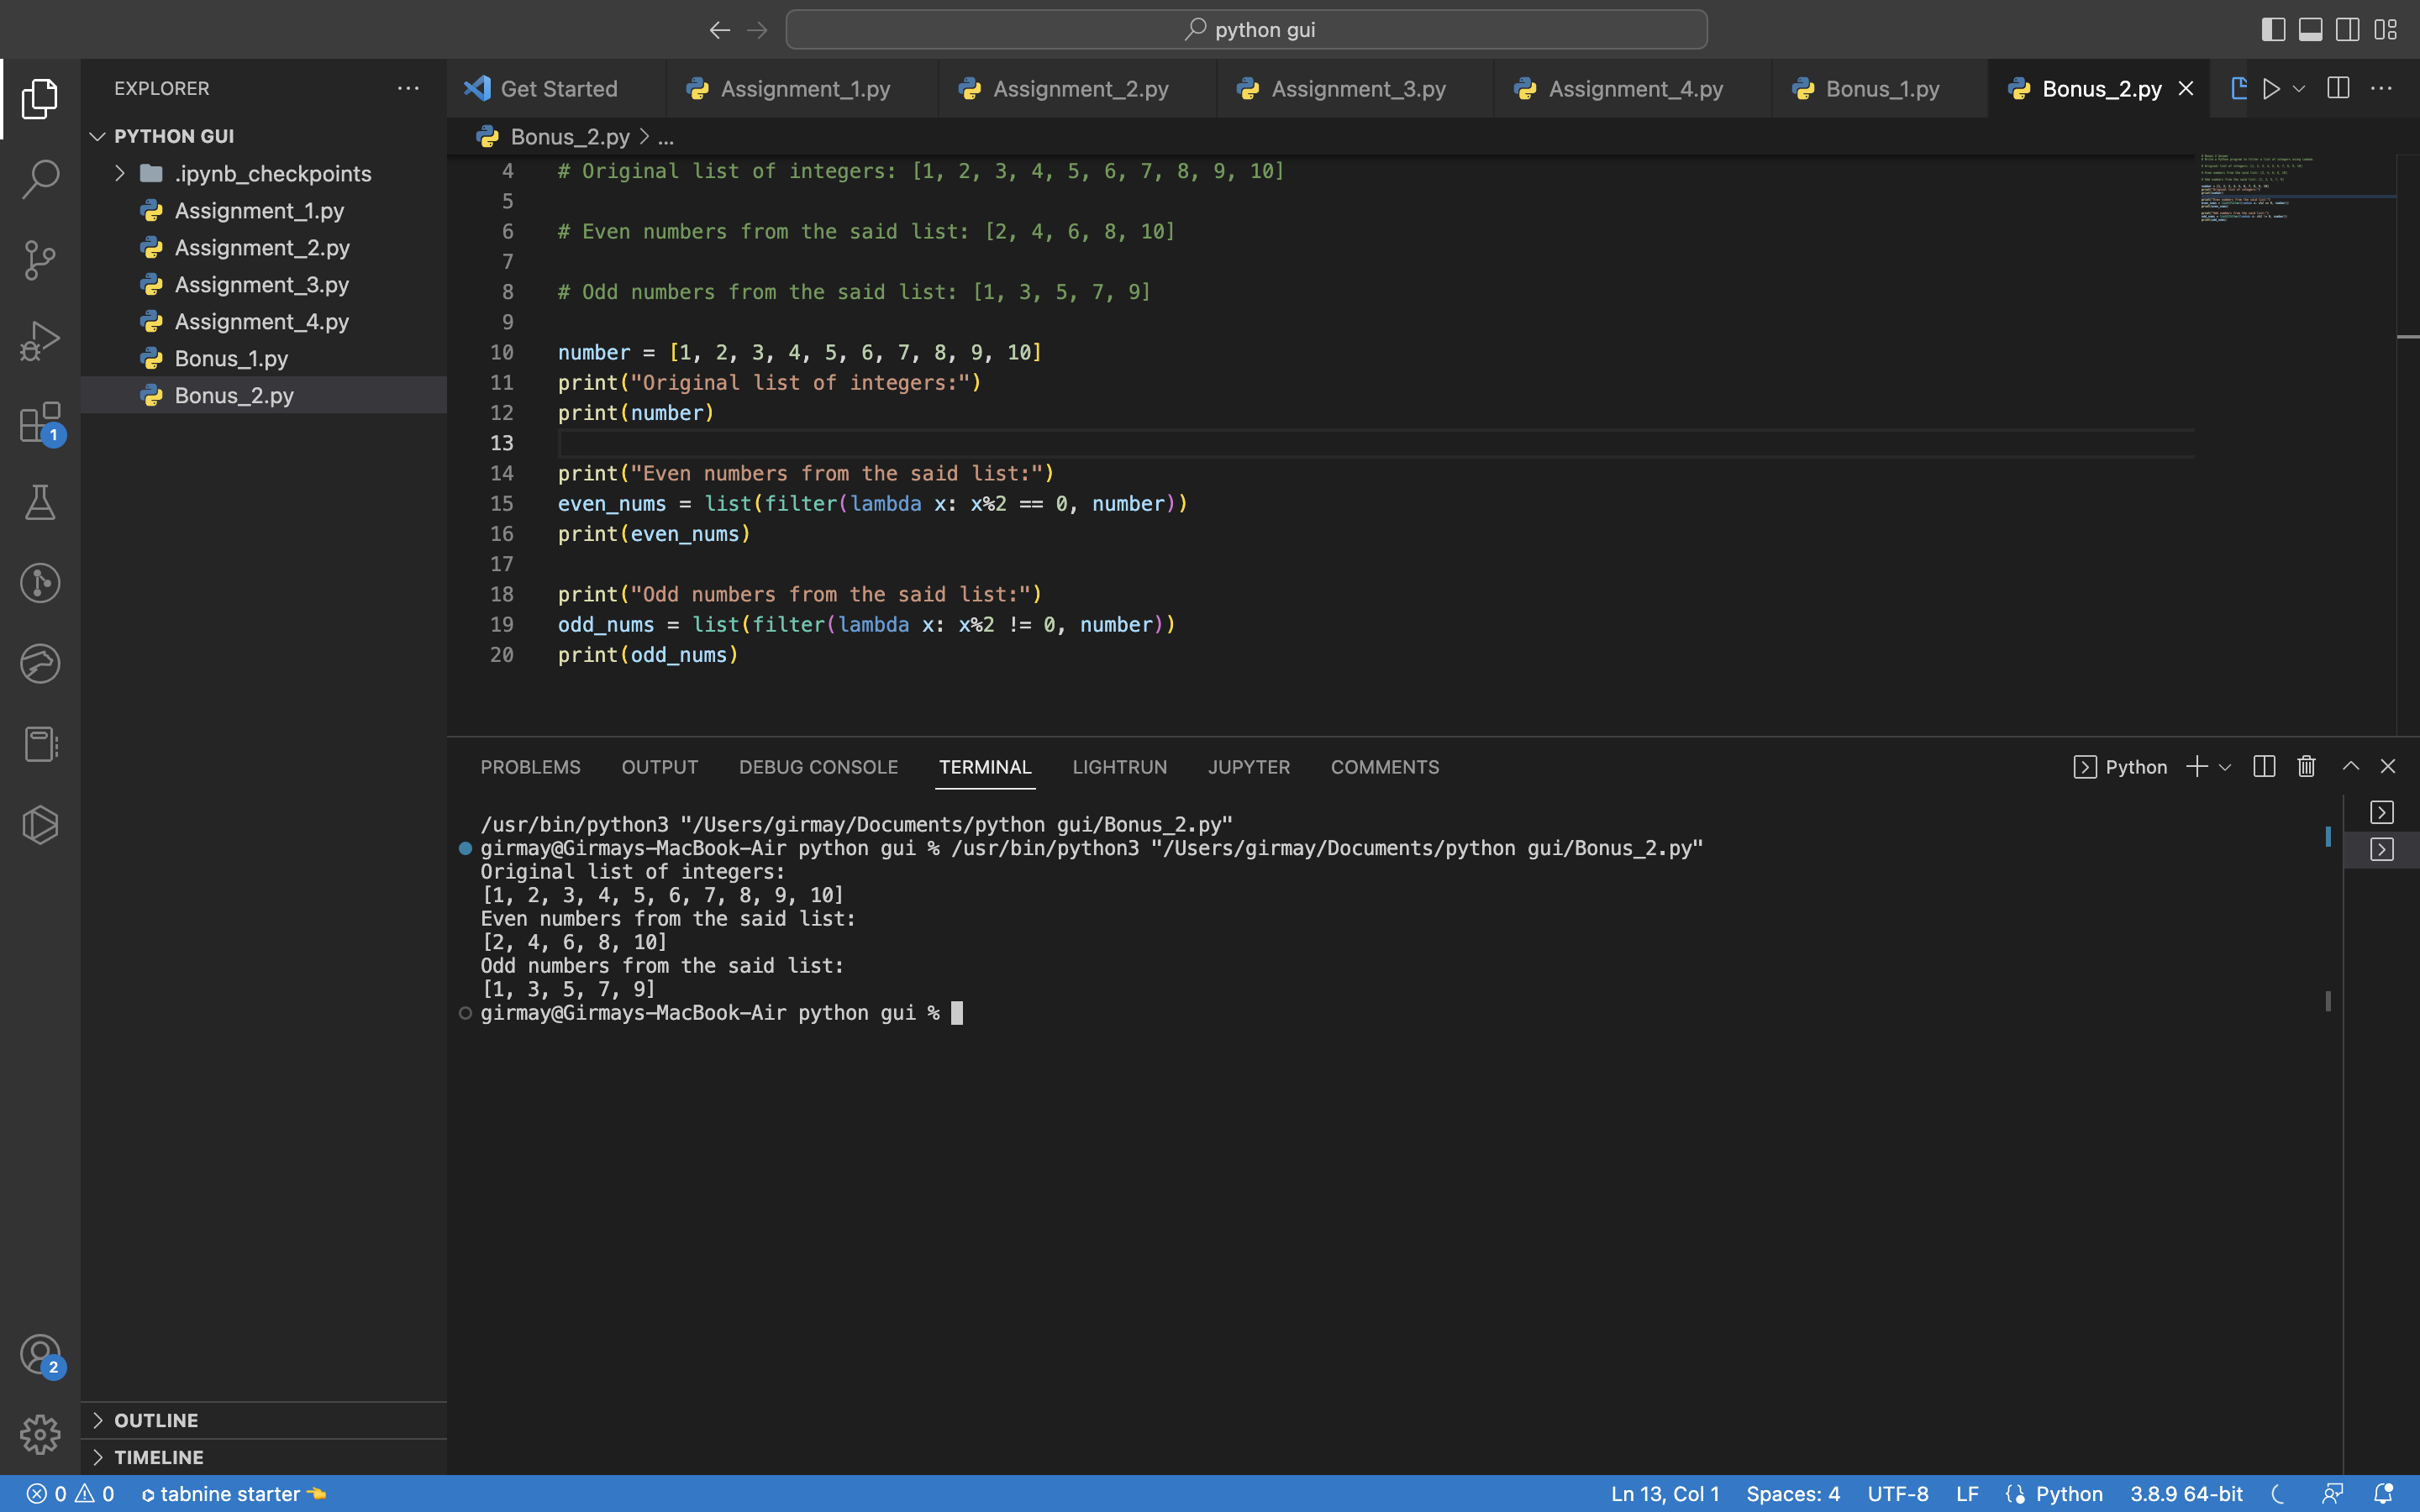 python gui
EXPLORER
PYTHON GUI
.ipynb_checkpoints
Assignment_1.py
Assignment_2.py
Assignment_3.py
Assignment_4.py
Bonus_1.py
Bonus_2.py
OUTLINE
TIMELINE
1
2
Get Started
Assignment_1.py
Assignment_2.py
Assignment_3.py
Assignment_4.py
Bonus_1.py
Bonus_2.py
Bonus_2.py > ...
4 # Original list of integers: [1, 2, 3, 4, 5, 6, 7, 8, 9, 10]
5
6 # Even numbers from the said list: [2, 4, 6, 8, 10]
7
8 # Odd numbers from the said list: [1, 3, 5, 7, 9]
9
10 number = [1, 2, 3, 4, 5, 6, 7, 8, 9, 10]
11 print("Original list of integers:")
12 print(number)
13
14 print("Even numbers from the said list:")
15 even_nums = list(filter(lambda x: x%2 == 0, number))
16 print(even_nums)
17
18 print("Odd numbers from the said list:")
19 odd_nums = list(filter(lambda x: x%2 != 0, number))
20 print(odd_nums)
PROBLEMS OUTPUT DEBUG CONSOLE TERMINAL LIGHTRUN JUPYTER COMMENTS
Python
/usr/bin/python3 "/Users/girmay/Documents/python gui/Bonus_2.py"
girmay@Girmays-MacBook-Air python gui % /usr/bin/python3 "/Users/girmay/Documents/python gui/Bonus_2.py"
Original list of integers:
[1, 2, 3, 4, 5, 6, 7, 8, 9, 10]
Even numbers from the said list:
[2, 4, 6, 8, 10]
Odd numbers from the said list:
[1, 3, 5, 7, 9]
girmay@Girmays-MacBook-Air python gui %
0 0 tabnine starter 👈 Ln 13, Col 1 Spaces: 4 UTF-8 LF Python 3.8.9 64-bit